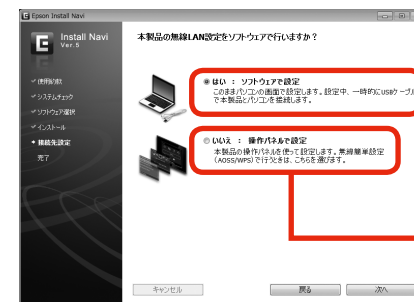 Epson Install Navi
E Install Navi
Ver.5
本製品の無線LAN設定をソフトウェアで行いますか？
使用許諾
システムチェック
ソフトウェア選択
インストール
接続先設定
完了
はい ： ソフトウェアで設定
このままパソコンの画面で設定します。設定中、一時的にUSBケーブル
で本製品とパソコンを接続します。
いいえ ： 操作パネルで設定
本製品の操作パネルを使って設定します。無線簡単設定
（AOSS/WPS）で行うときは、こちらを選びます。
キャンセル
戻る
次へ